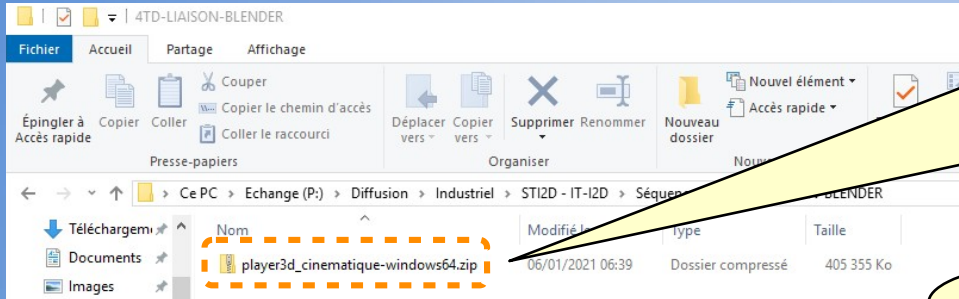 4TD-LIAISON-BLENDER
Fichier Accueil Partage Affichage
Épingler à Accès rapide
Copier
Coller
Couper
Copier le chemin d'accès
Coller le raccourci
Presse-papiers
Déplacer vers
Copier vers
Supprimer
Renommer
Organiser
Nouveau dossier
Nouvel élément
Accès rapide
Ce PC > Echange (P:) > Diffusion > Industriel > STI2D - IT-I2D > BLENDER
Nom Modifié Type Taille
Documents player3d_cinematique-windows64.zip 06/01/2021 06:39 Dossier compressé 405 355 Ko
Images